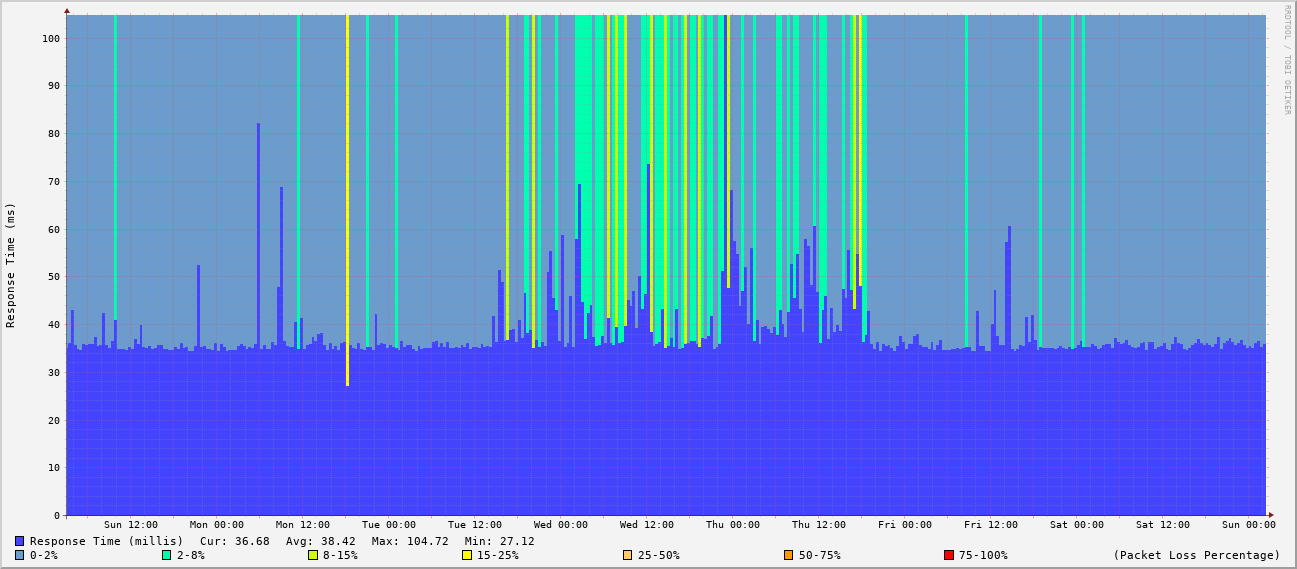 RRDTOOL / TOBI OETIKER
Response Time (ms)
100
90
80
70
60
50
40
30
20
10
0
Sun 12:00 Mon 00:00 Mon 12:00 Tue 00:00 Tue 12:00 Wed 00:00 Wed 12:00 Thu 00:00 Thu 12:00 Fri 00:00 Fri 12:00 Sat 00:00 Sat 12:00 Sun 00:00
Response Time (millis) Cur: 36.68 Avg: 38.42 Max: 104.72 Min: 27.12
0-2% 2-8% 8-15% 15-25% 25-50% 50-75% 75-100% (Packet Loss Percentage)